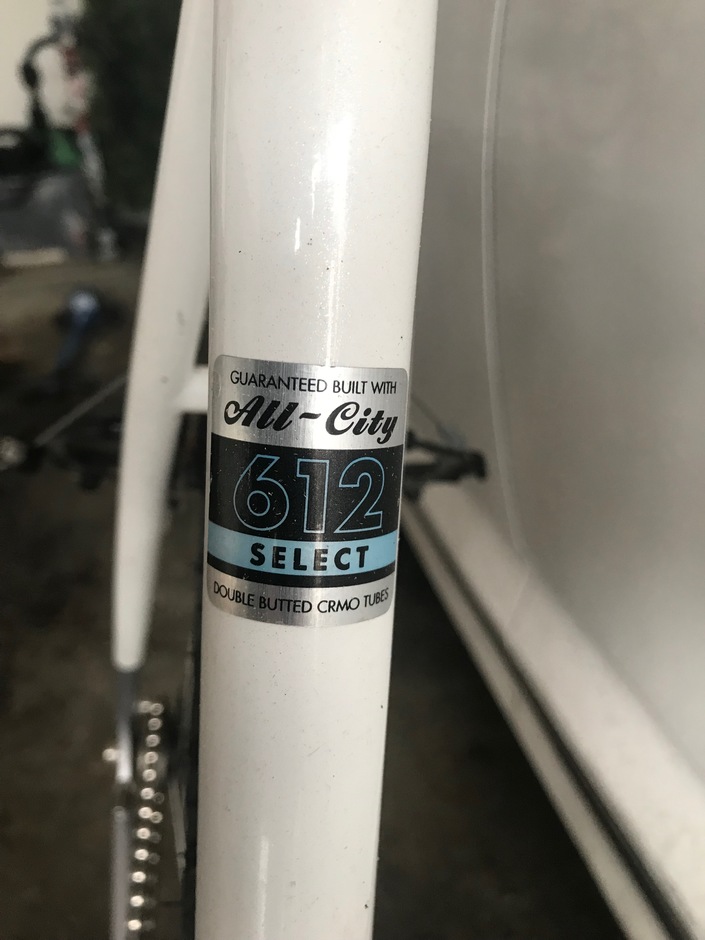 GUARANTEED BUILT WITH
All-City
612
SELECT
DOUBLE BUTTED CRMO TUBES